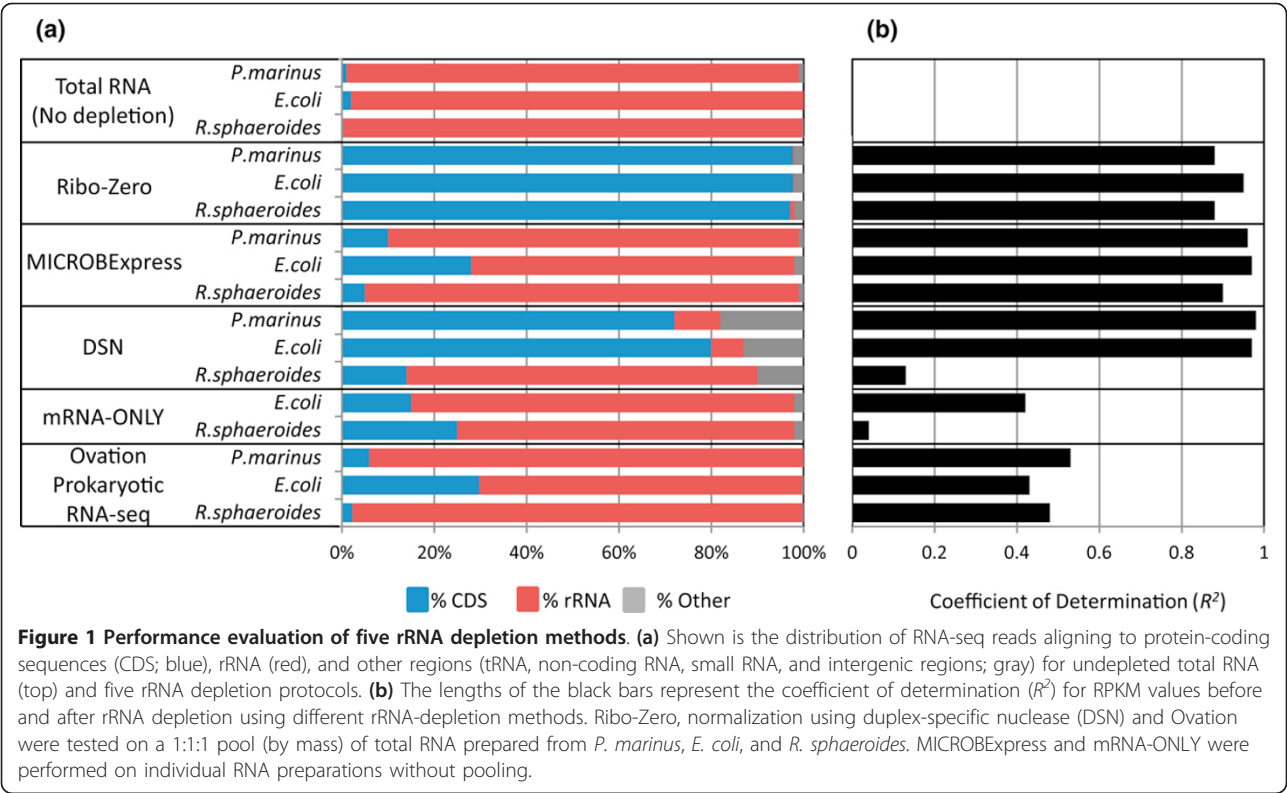 (a)
(b)
Total RNA
(No depletion)
P.marinus
E.coli
R.sphaeroides
Ribo-Zero
P.marinus
E.coli
R.sphaeroides
MICROBExpress
P.marinus
E.coli
R.sphaeroides
DSN
P.marinus
E.coli
R.sphaeroides
mRNA-ONLY
E.coli
R.sphaeroides
Ovation
Prokaryotic
RNA-seq
P.marinus
E.coli
R.sphaeroides
0% 20% 40% 60% 80% 100%
0 0.2 0.4 0.6 0.8 1
% CDS % rRNA % Other
Coefficient of Determination (R²)
Figure 1 Performance evaluation of five rRNA depletion methods. (a) Shown is the distribution of RNA-seq reads aligning to protein-coding
sequences (CDS; blue), rRNA (red), and other regions (tRNA, non-coding RNA, small RNA, and intergenic regions; gray) for undepleted total RNA
(top) and five rRNA depletion protocols. (b) The lengths of the black bars represent the coefficient of determination (R²) for RPKM values before
and after rRNA depletion using different rRNA-depletion methods. Ribo-Zero, normalization using duplex-specific nuclease (DSN) and Ovation
were tested on a 1:1:1 pool (by mass) of total RNA prepared from P. marinus, E. coli, and R. sphaeroides. MICROBExpress and mRNA-ONLY were
performed on individual RNA preparations without pooling.